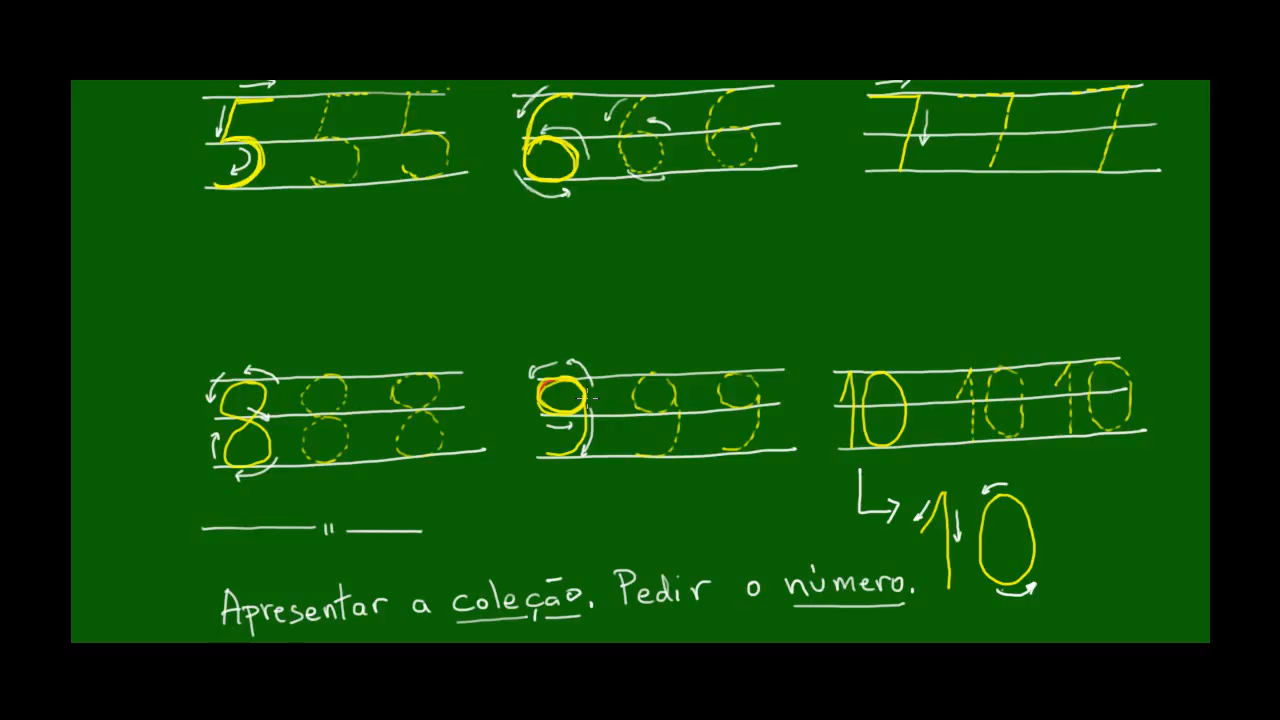 5 5 5 6 6 6 7 7 7
8 8 8 9 9 9 10 10 10
10
"
Apresentar a coleção. Pedir o número.